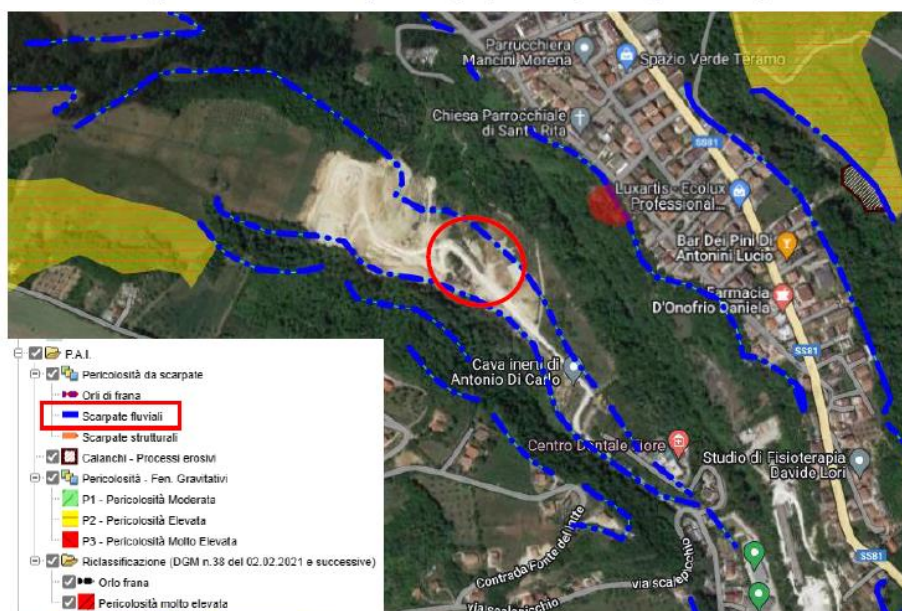 Parrucchiera
Mancini Morena
Spazio Verde Teramo
Chiesa Parrocchiale
di Santa Rita
SS81
Luxartis - Ecolux
Professional...
Bar Dei Pini Di
Antonini Lucio
Farmacia
D'Onofrio Daniela
SS81
Cava inerti di
Antonio Di Carlo
Centro Dentale Fiore
Studio di Fisioterapia
Davide Lori
Contrada Fonte del latte
via scalepicchio
via scalepicchio
SS81
P.A.I.
Pericolosità da scarpate
Orli di frana
Scarpate fluviali
Scarpate strutturali
Calanchi - Processi erosivi
Pericolosità - Fen. Gravitativi
P1 - Pericolosità Moderata
P2 - Pericolosità Elevata
P3 - Pericolosità Molto Elevata
Riclassificazione (DGM n.38 del 02.02.2021 e successive)
Orlo frana
Pericolosità molto elevata